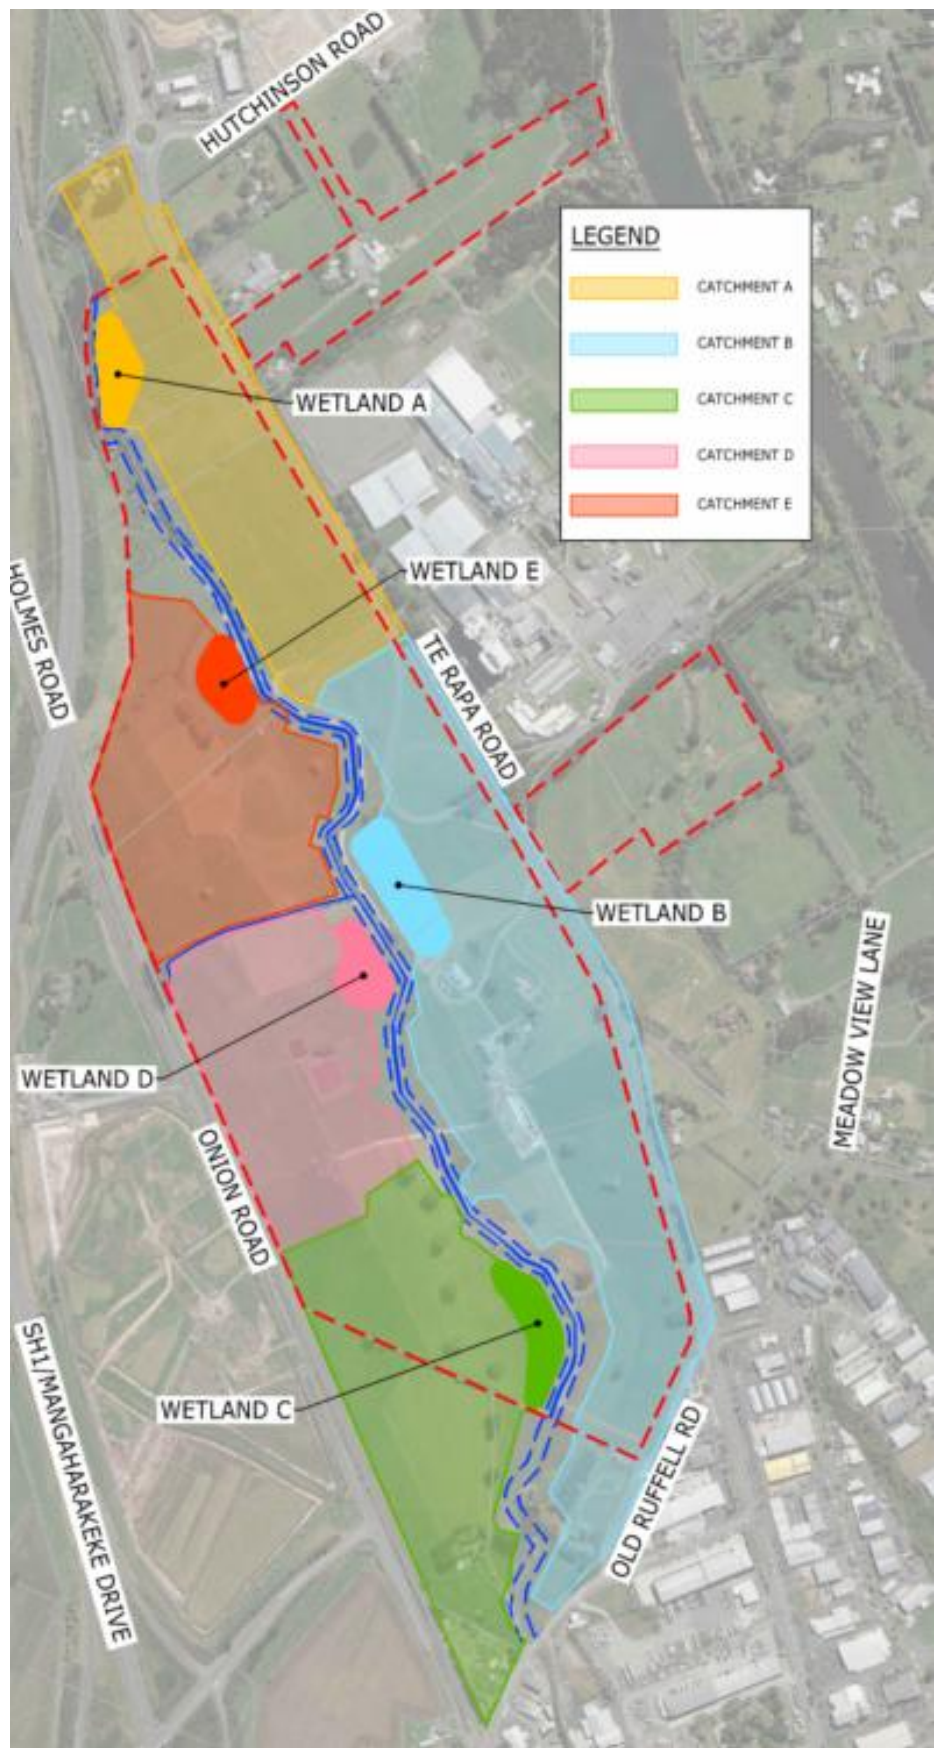 HUTCHINSON ROAD
LEGEND
CATCHMENT A
CATCHMENT B
CATCHMENT C
CATCHMENT D
CATCHMENT E
WETLAND A
WETLAND E
HOLMES ROAD
TE RAPA ROAD
WETLAND B
MEADOW VIEW LANE
WETLAND D
ONION ROAD
SH1/MANGAHARAKEKE DRIVE
WETLAND C
OLD RUFFELL RD